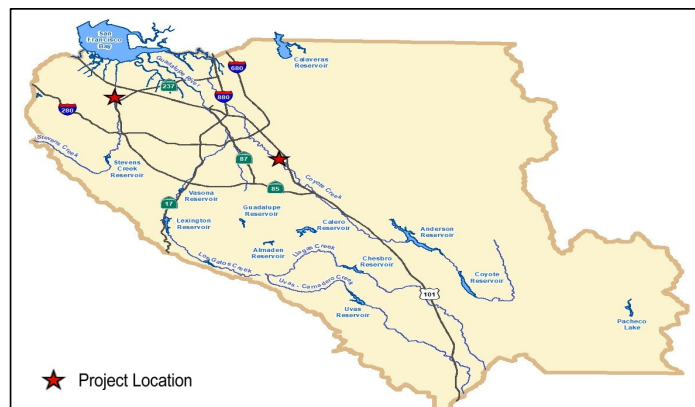 San
Francisco
Bay
Calaveras
Reservoir
Guadalupe River
680
237
880
280
Stevens Creek
Stevens
Creek
Reservoir
87
Coyote Creek
85
Vasona
Reservoir
17
Lexington
Reservoir
Guadalupe
Reservoir
Calero
Reservoir
Anderson
Reservoir
Almaden
Reservoir
Llagas Creek
Los Gatos Creek
Chesbro
Reservoir
Coyote
Reservoir
Uvas - Carnadero Creek
101
Uvas
Reservoir
Pacheco
Lake
Project Location